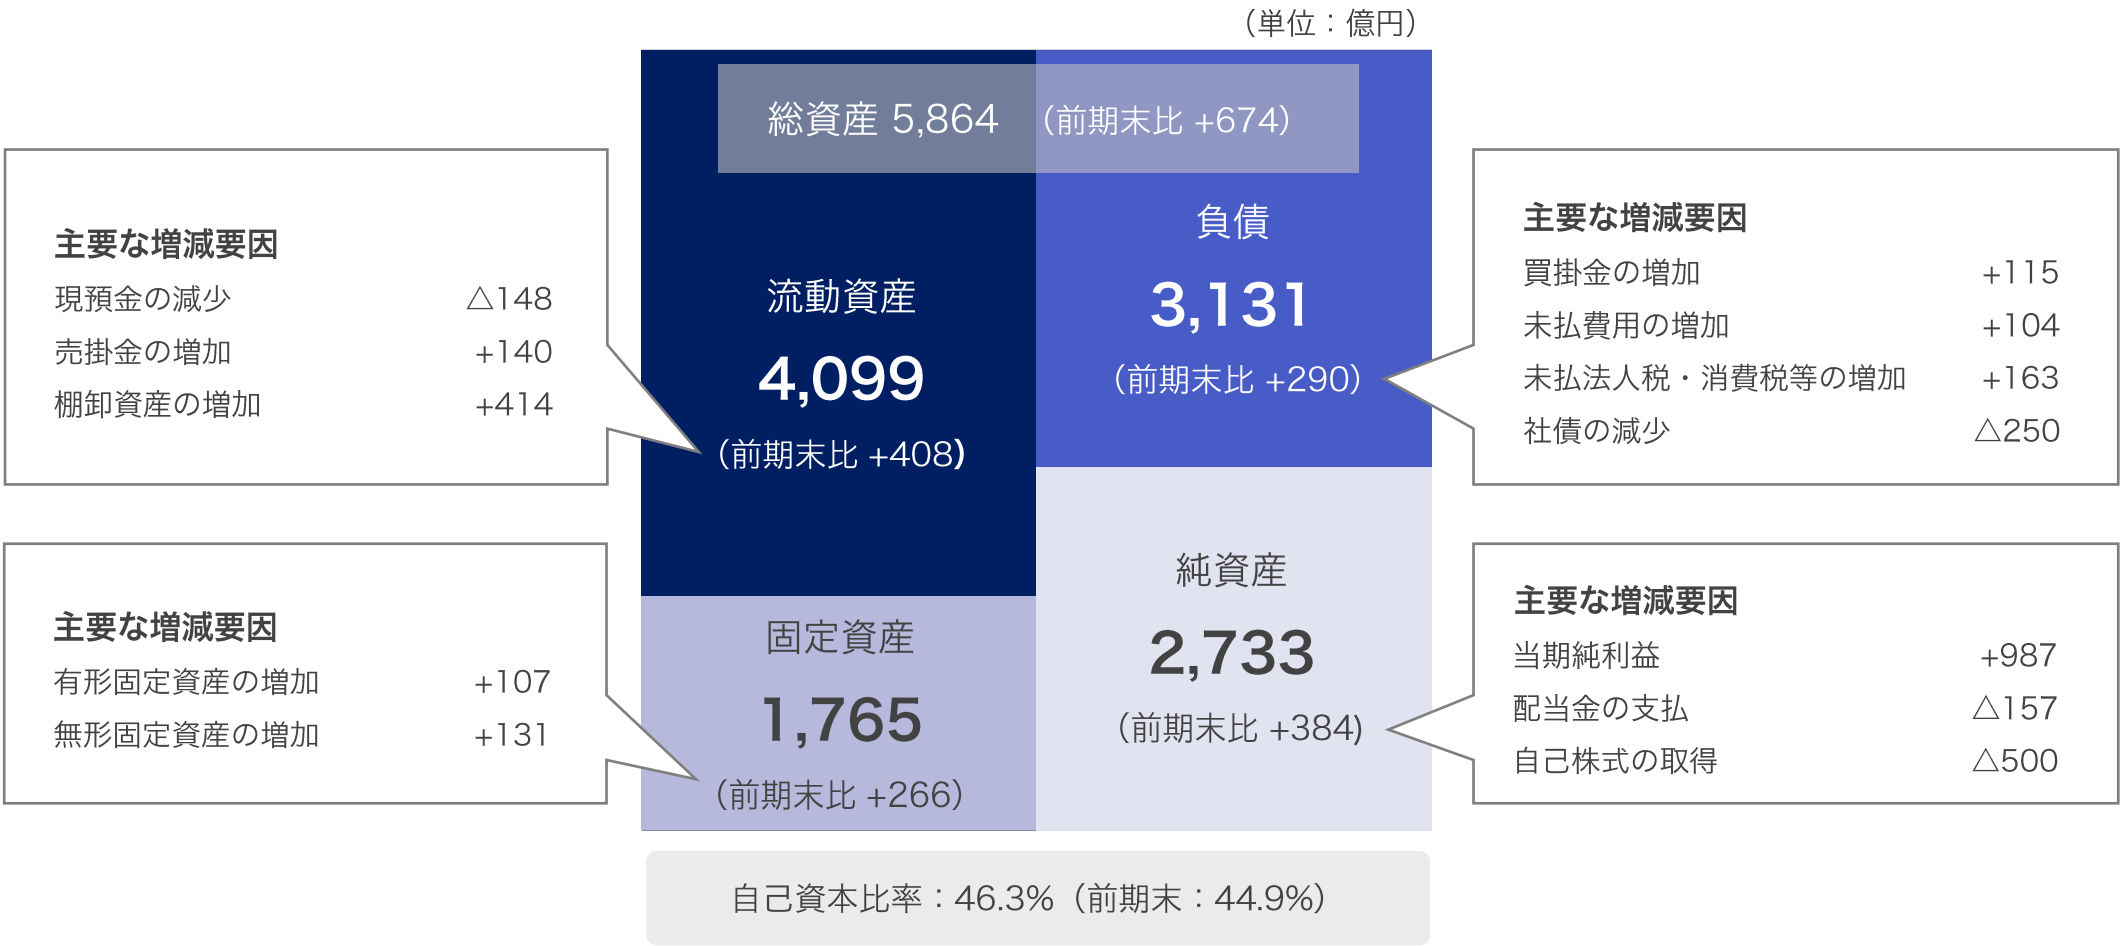 （単位：億円）
総資産 5,864 （前期末比 +674）
主要な増減要因
現預金の減少 △148
売掛金の増加 +140
棚卸資産の増加 +414
流動資産
4,099
（前期末比 +408）
負債
3,131
（前期末比 +290）
主要な増減要因
買掛金の増加 +115
未払費用の増加 +104
未払法人税・消費税等の増加 +163
社債の減少 △250
主要な増減要因
有形固定資産の増加 +107
無形固定資産の増加 +131
固定資産
1,765
（前期末比 +266）
純資産
2,733
（前期末比 +384）
主要な増減要因
当期純利益 +987
配当金の支払 △157
自己株式の取得 △500
自己資本比率：46.3%（前期末：44.9%）